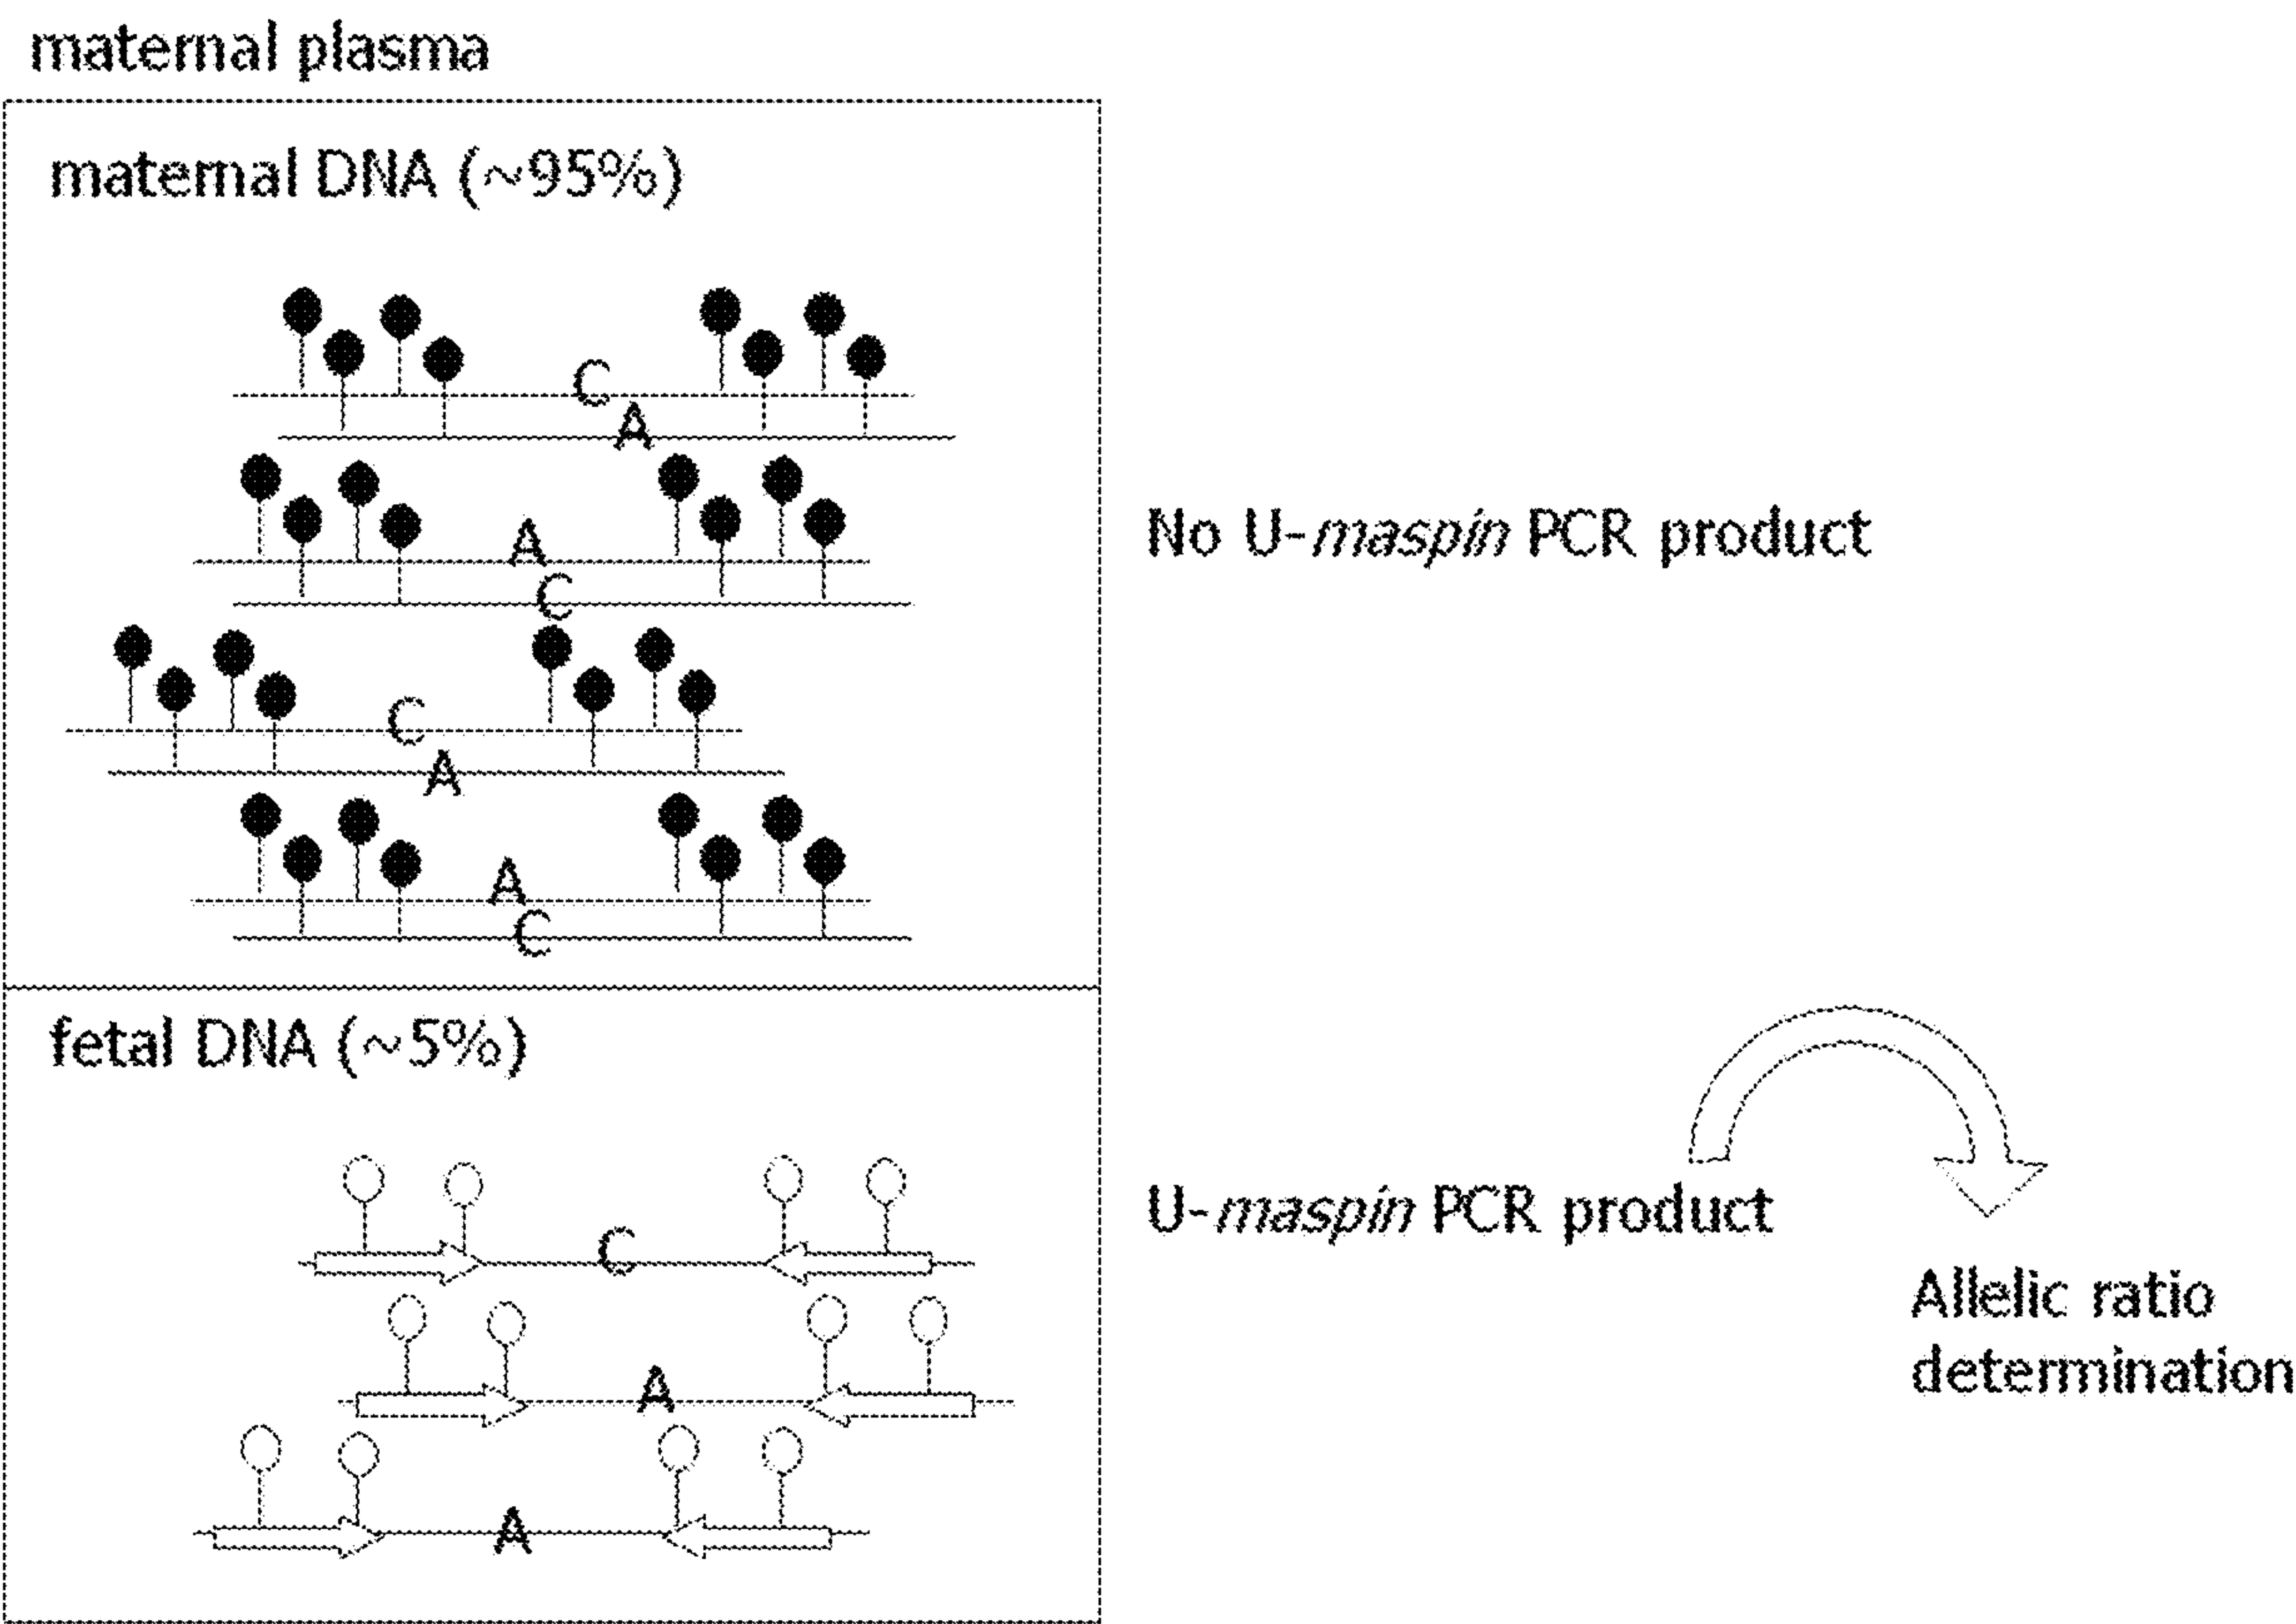 maternal plasma
maternal DNA (~95%)
C
A
A
C
No U-maspin PCR product
C
A
A
C
fetal DNA (~5%)
C
U-maspin PCR product
A
Allelic ratio
determination
A